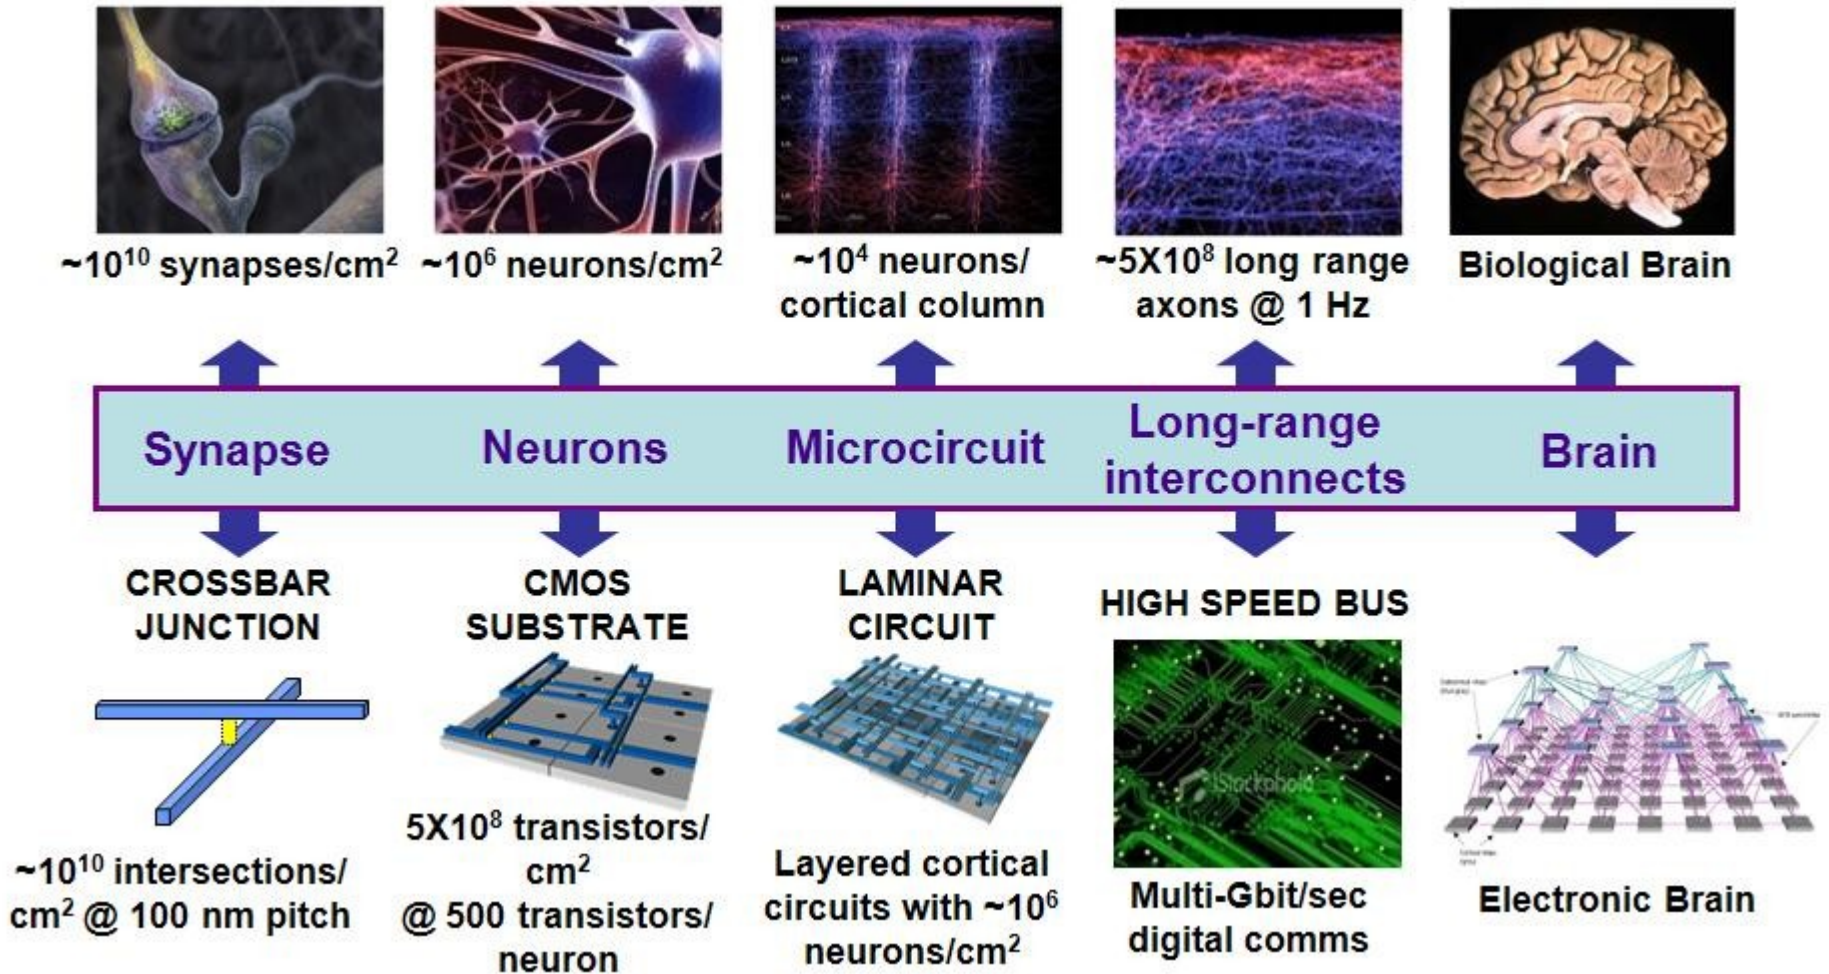 ~10¹⁰ synapses/cm²
~10⁶ neurons/cm²
~10⁴ neurons/
cortical column
~5X10⁸ long range
axons @ 1 Hz
Biological Brain
Synapse
Neurons
Microcircuit
Long-range
interconnects
Brain
CROSSBAR
JUNCTION
~10¹⁰ intersections/
cm² @ 100 nm pitch
CMOS
SUBSTRATE
5X10⁸ transistors/
cm²
@ 500 transistors/
neuron
LAMINAR
CIRCUIT
Layered cortical
circuits with ~10⁶
neurons/cm²
HIGH SPEED BUS
iStockphoto
Multi-Gbit/sec
digital comms
Electronic Brain